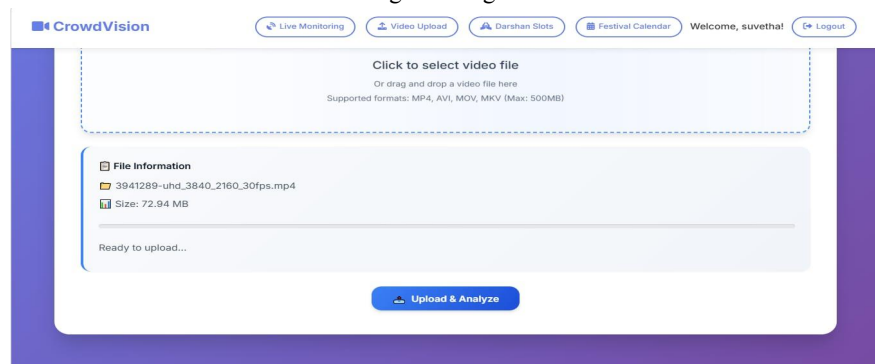 CrowdVision
Live Monitoring
Video Upload
Darshan Slots
Festival Calendar
Welcome, suvetha!
Logout
Click to select video file
Or drag and drop a video file here
Supported formats: MP4, AVI, MOV, MKV (Max: 500MB)
File Information
3941289-uhd_3840_2160_30fps.mp4
Size: 72.94 MB
Ready to upload...
Upload & Analyze